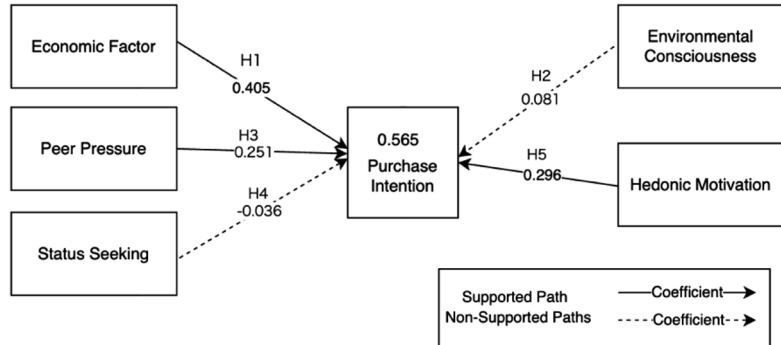 Economic Factor
H1
0.405
Environmental
Consciousness
H2
0.081
Peer Pressure
H3
0.251
0.565
Purchase
Intention
H5
0.296
Hedonic Motivation
H4
-0.036
Status Seeking
Supported Path
Coefficient
Non-Supported Paths
Coefficient